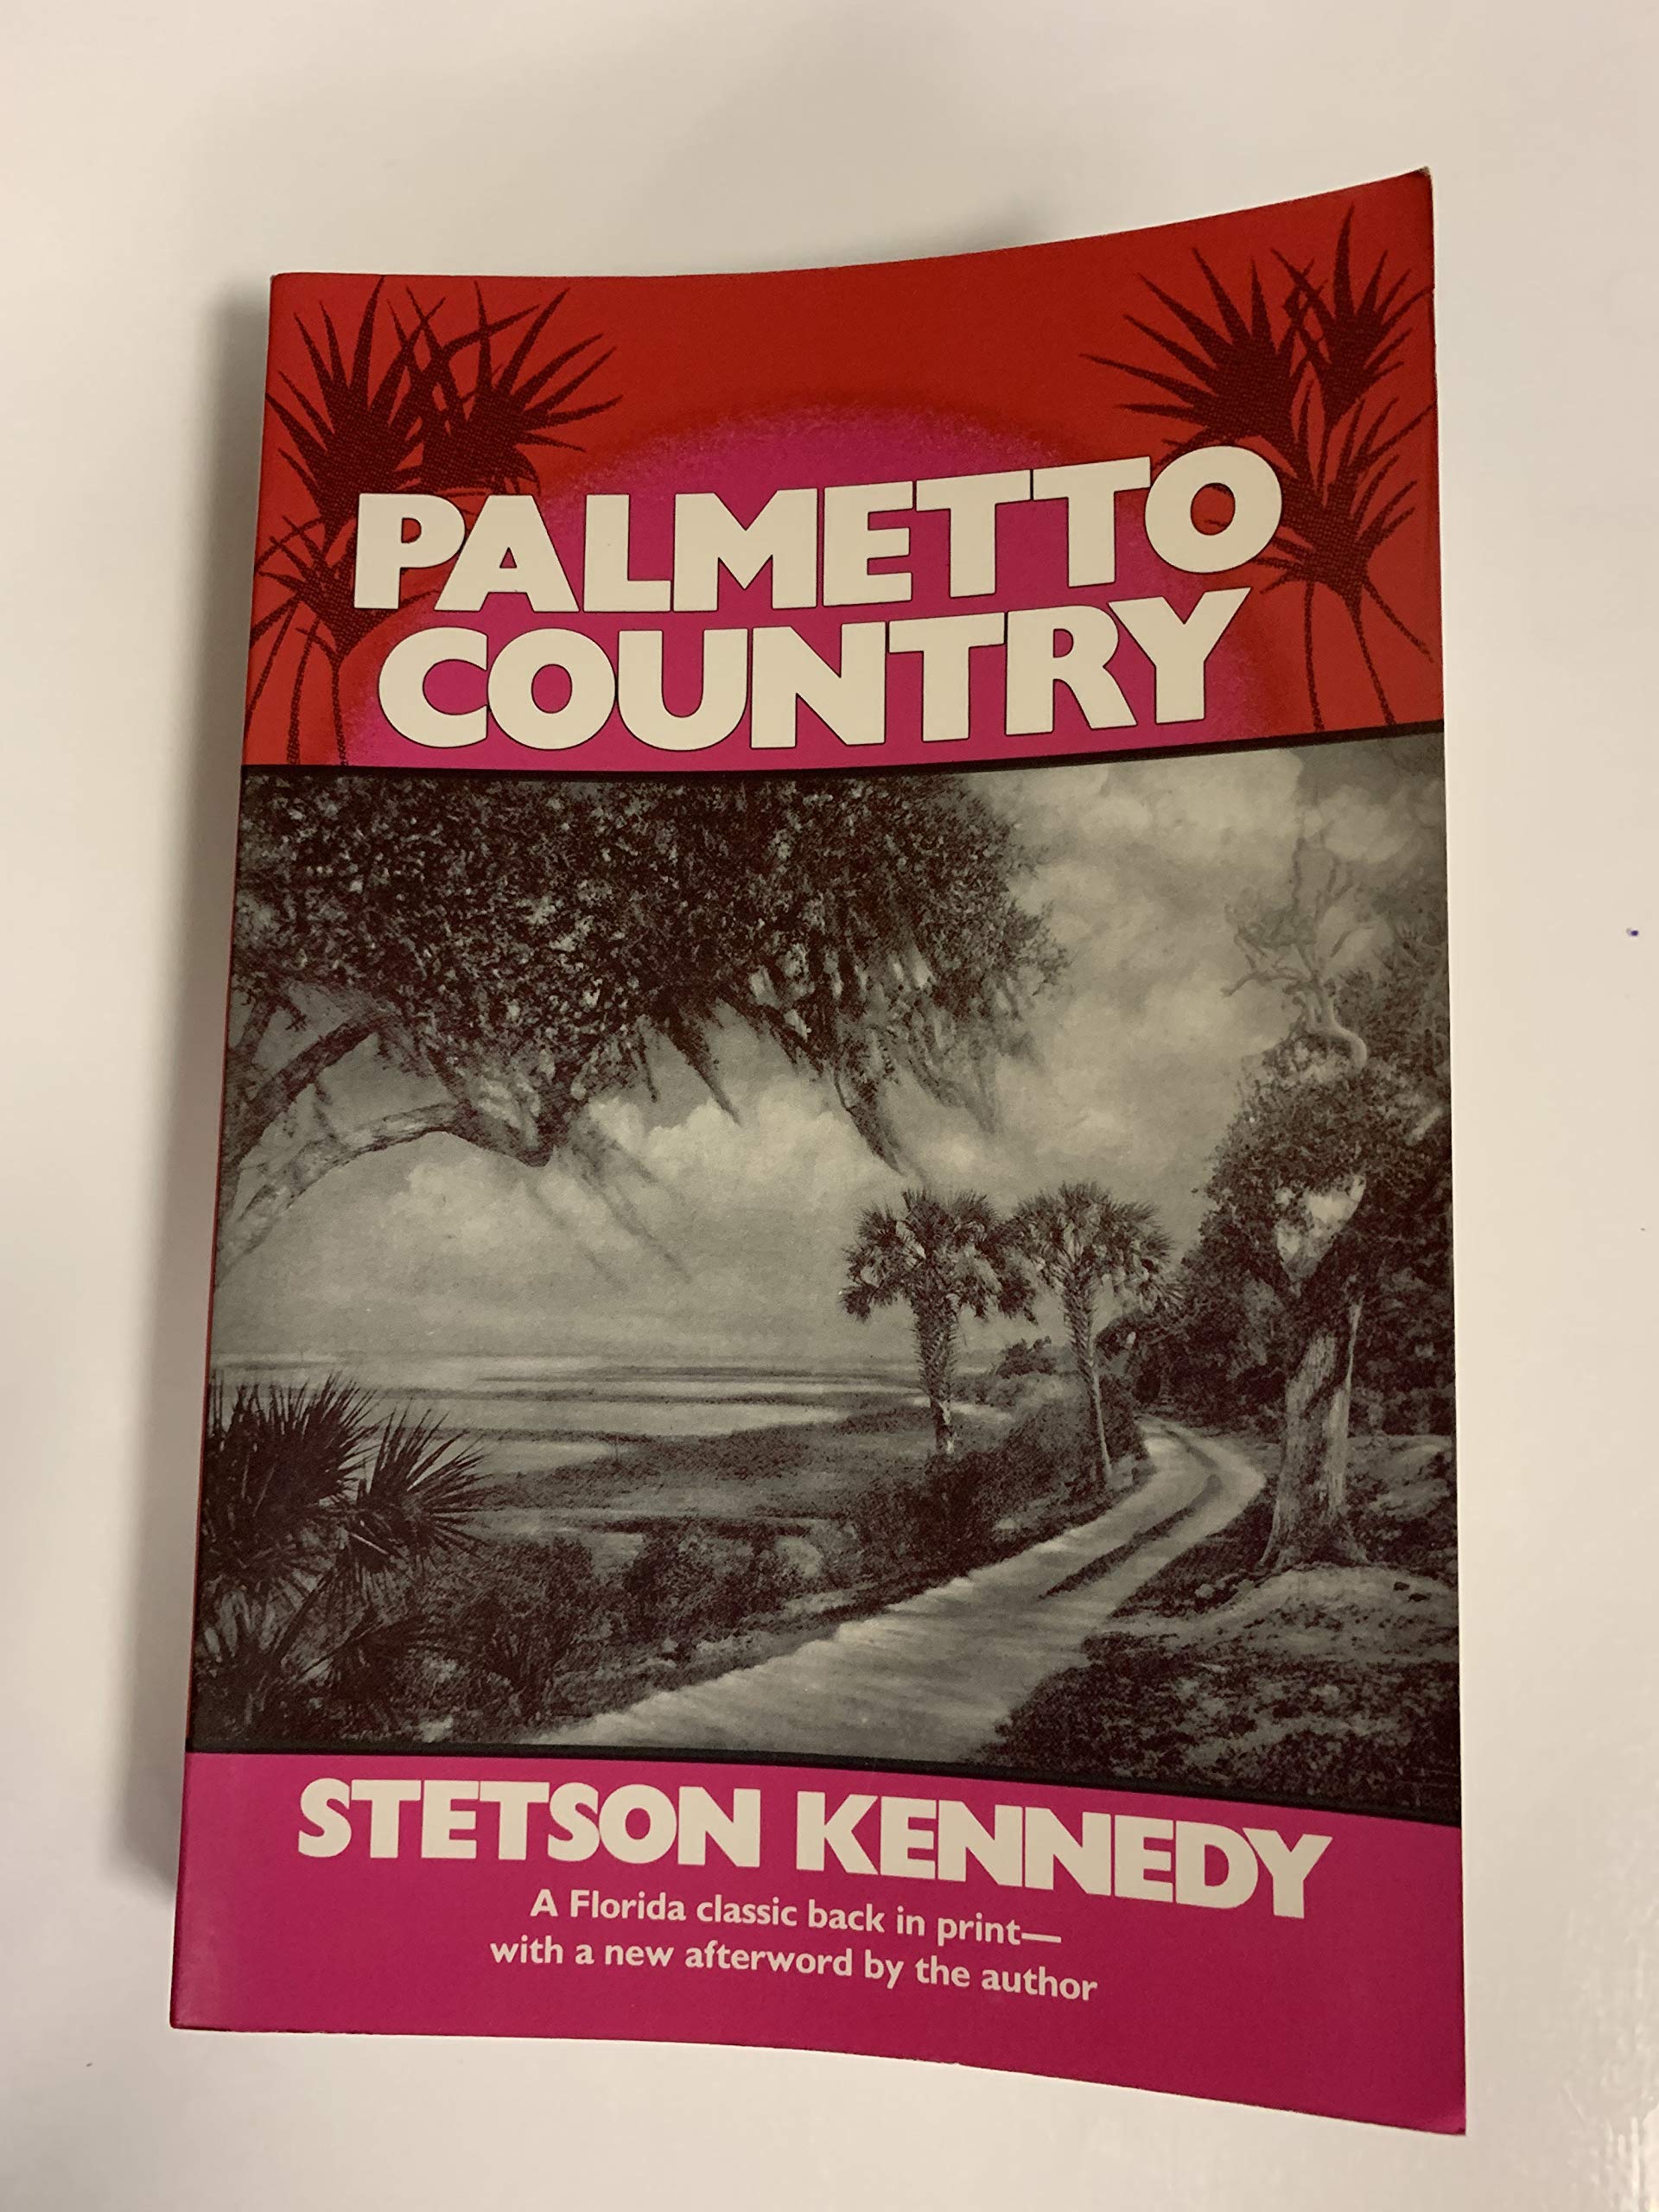 PALMETTO
COUNTRY
STETSON KENNEDY
A Florida classic back in print—
with a new afterword by the author